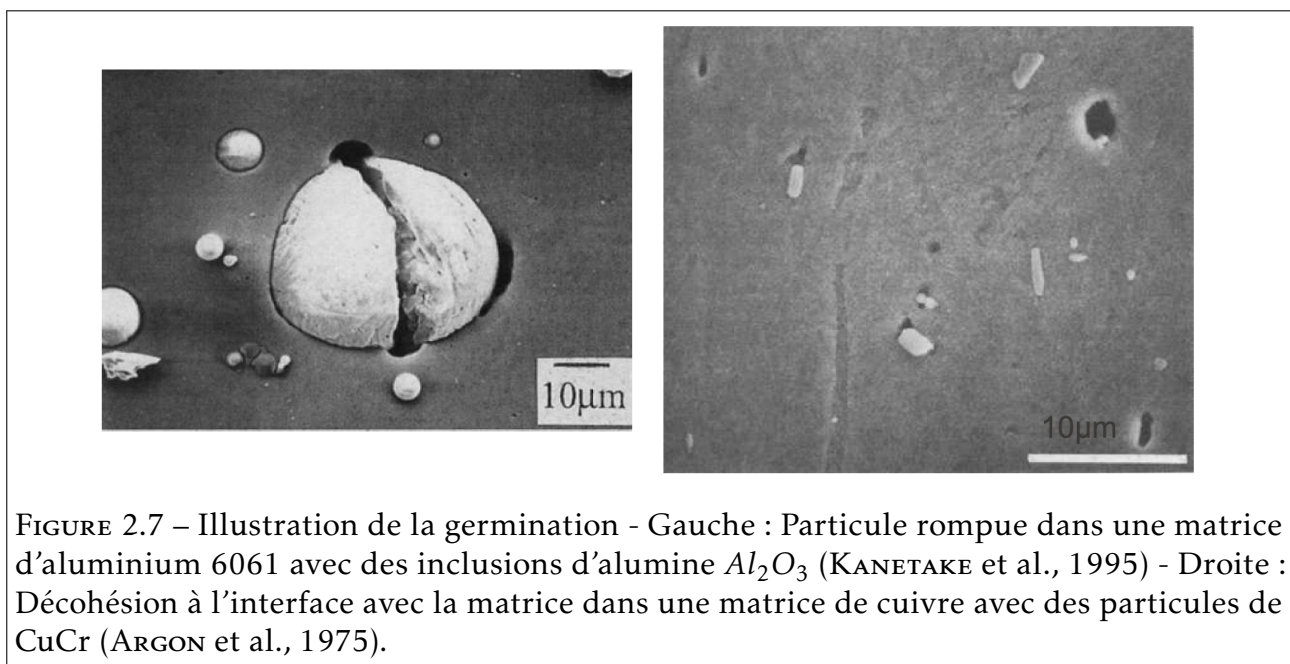 10µm
10µm
FIGURE 2.7 – Illustration de la germination - Gauche : Particule rompue dans une matrice
d'aluminium 6061 avec des inclusions d'alumine Al₂O₃ (KANETAKE et al., 1995) - Droite :
Décohésion à l'interface avec la matrice dans une matrice de cuivre avec des particules de
CuCr (ARGON et al., 1975).